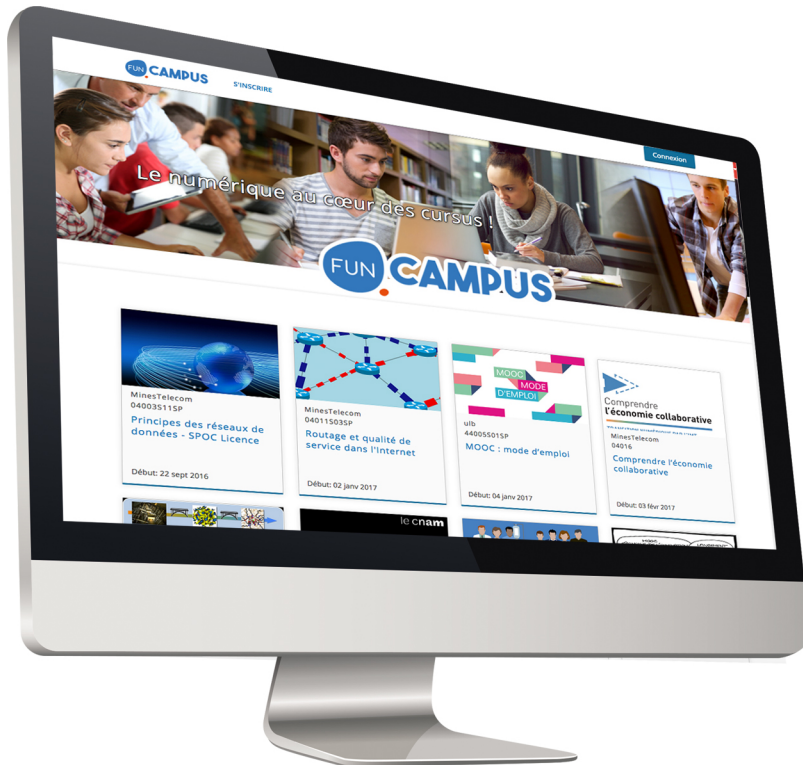 FUN CAMPUS
S'INSCRIRE
Connexion
Le numérique au cœur des cursus !
FUN CAMPUS
MinesTelecom
04003S11SP
Principes des réseaux de
données - SPOC Licence
Début: 22 sept 2016
MinesTelecom
04011S03SP
Routage et qualité de
service dans l'Internet
Début: 02 janv 2017
MOOC
MODE
D'EMPLOI
ulb
44005S01SP
MOOC : mode d'emploi
Début: 04 janv 2017
Comprendre
l'économie collaborative
MinesTelecom
04016
Comprendre l'économie
collaborative
Début: 03 févr 2017
le cnam